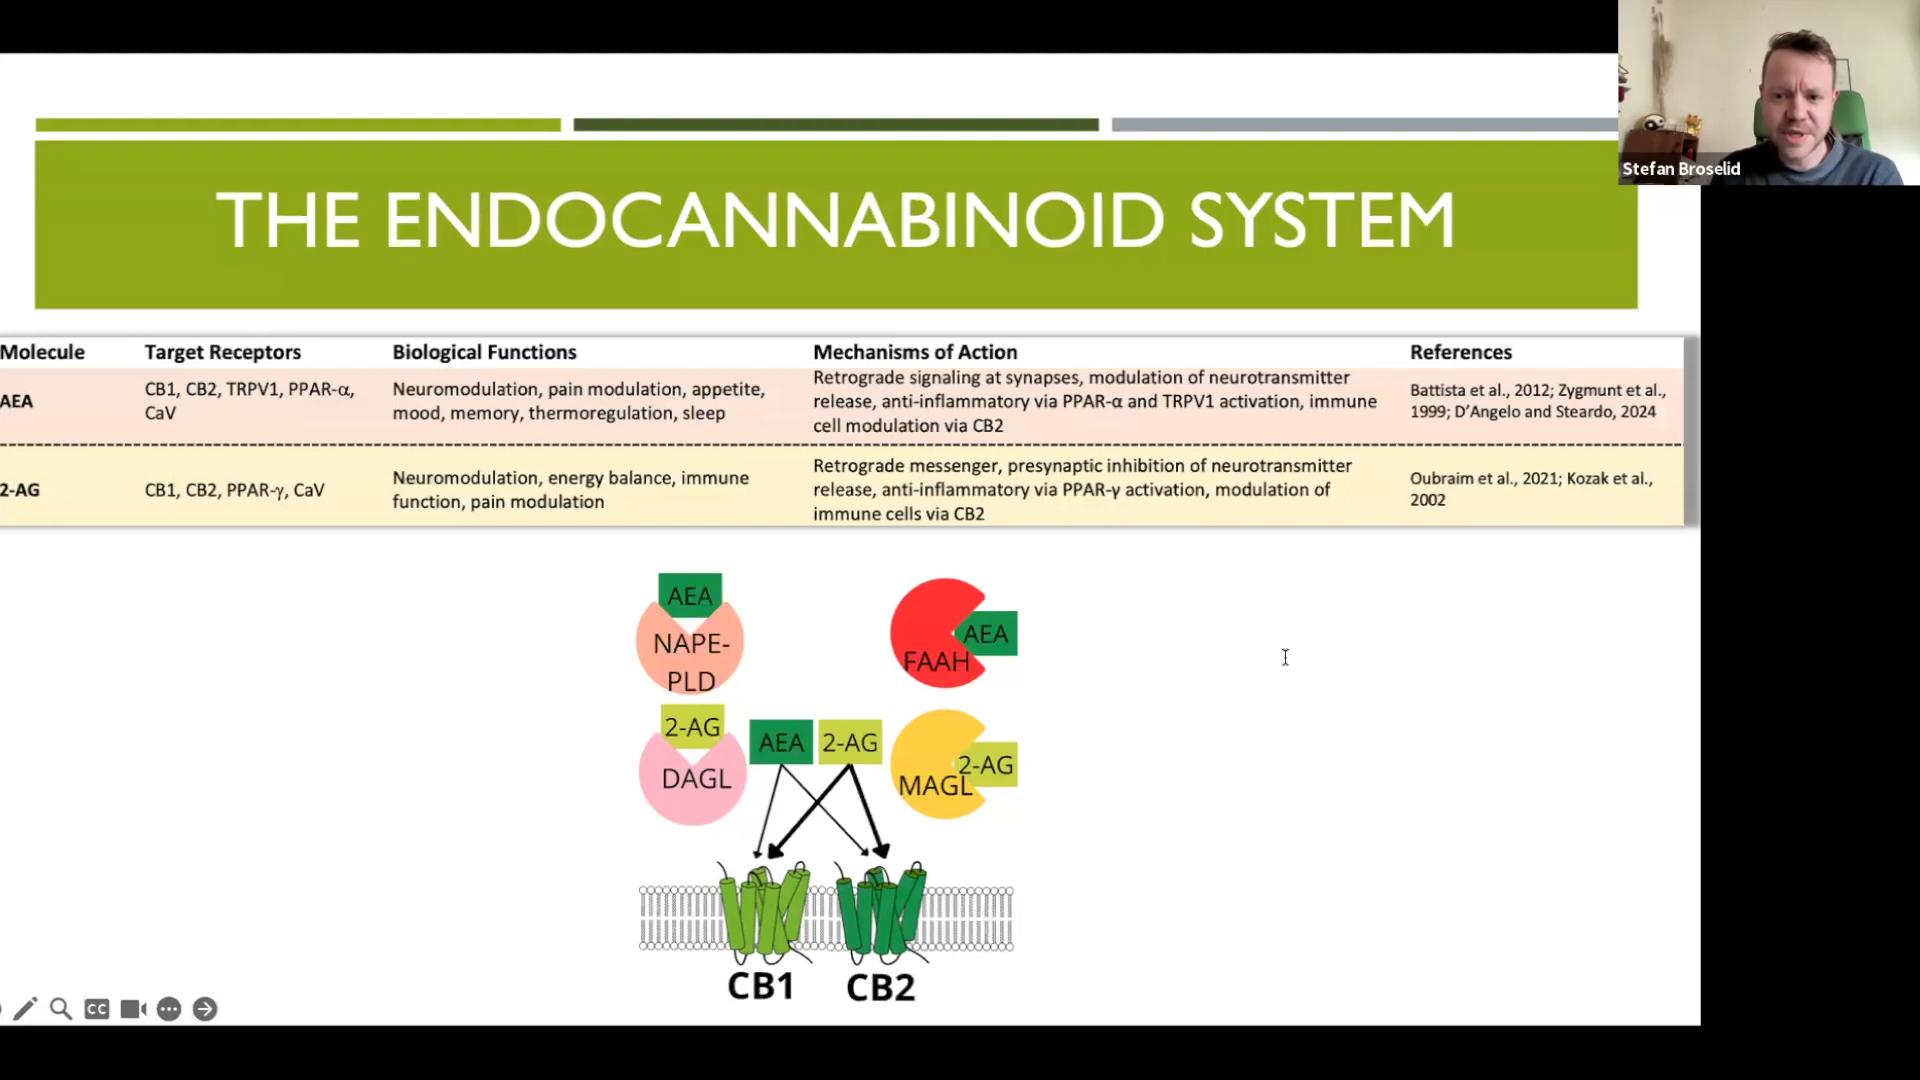 Stefan Broselid
THE ENDOCANNABINOID SYSTEM
Molecule Target Receptors Biological Functions Mechanisms of Action References
AEA
CB1, CB2, TRPV1, PPAR-α,
CaV
Neuromodulation, pain modulation, appetite,
mood, memory, thermoregulation, sleep
Retrograde signaling at synapses, modulation of neurotransmitter
release, anti-inflammatory via PPAR-α and TRPV1 activation, immune
cell modulation via CB2
Battista et al., 2012; Zygmunt et al.,
1999; D'Angelo and Steardo, 2024
2-AG
CB1, CB2, PPAR-γ, CaV
Neuromodulation, energy balance, immune
function, pain modulation
Retrograde messenger, presynaptic inhibition of neurotransmitter
release, anti-inflammatory via PPAR-γ activation, modulation of
immune cells via CB2
Oubraim et al., 2021; Kozak et al.,
2002
AEA
NAPE-
PLD
AEA
FAAH
2-AG
DAGL
AEA
2-AG
2-AG
MAGL
CB1
CB2
CC